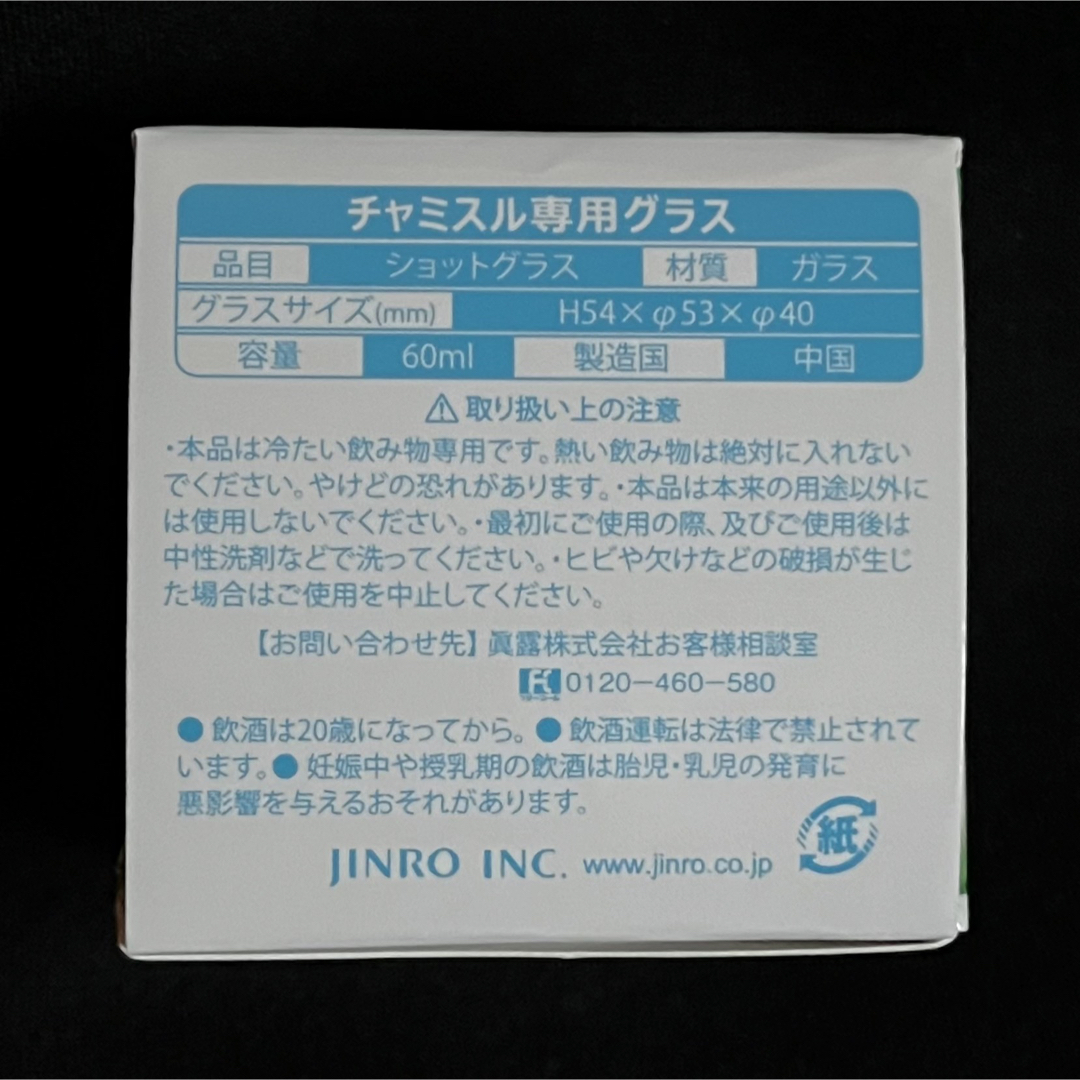 チャミスル専用グラス
品目 ショットグラス 材質 ガラス
グラスサイズ(mm) H54×φ53×φ40
容量 60ml 製造国 中国
⚠取り扱い上の注意
・本品は冷たい飲み物専用です。熱い飲み物は絶対に入れない
でください。やけどの恐れがあります。・本品は本来の用途以外に
は使用しないでください。・最初にご使用の際、及びご使用後は
中性洗剤などで洗ってください。・ヒビや欠けなどの破損が生じ
た場合はご使用を中止してください。
【お問い合わせ先】眞露株式会社お客様相談室
0120−460−580
●飲酒は20歳になってから。●飲酒運転は法律で禁止されて
います。●妊娠中や授乳期の飲酒は胎児・乳児の発育に
悪影響を与えるおそれがあります。
紙
JINRO INC. www.jinro.co.jp